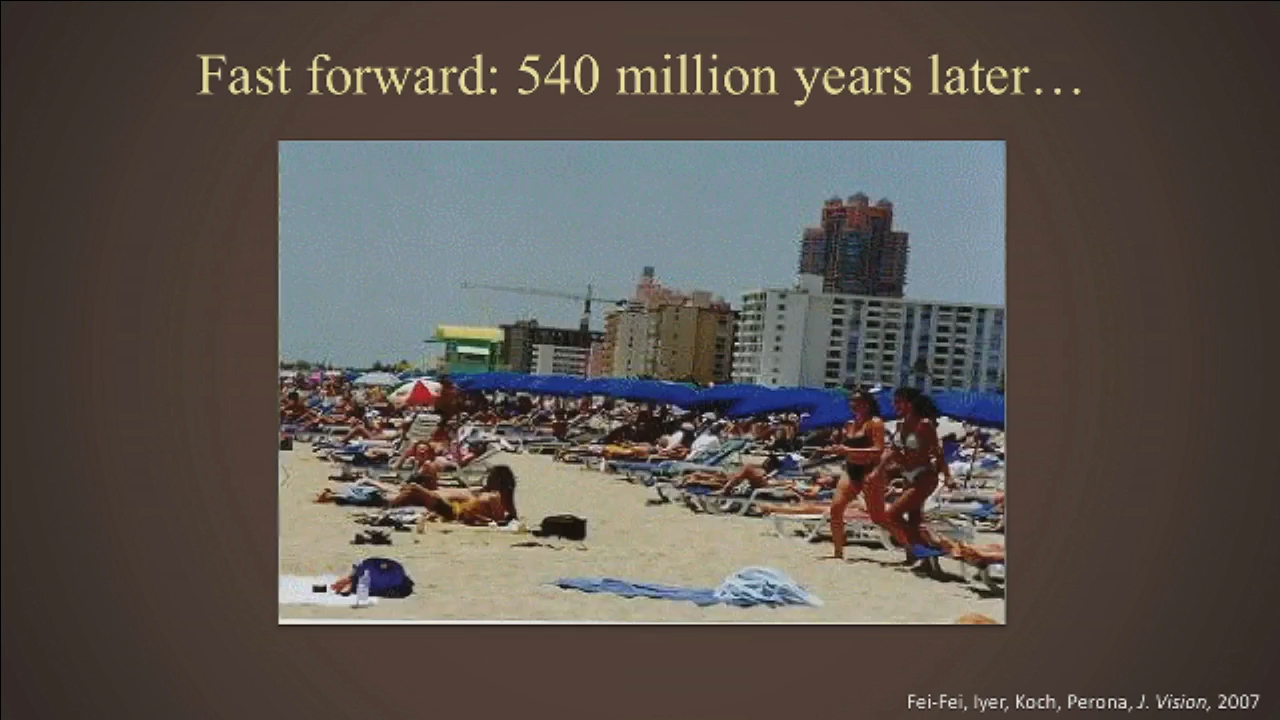 Fast forward: 540 million years later…
Fei-Fei, Iyer, Koch, Perona, J. Vision, 2007